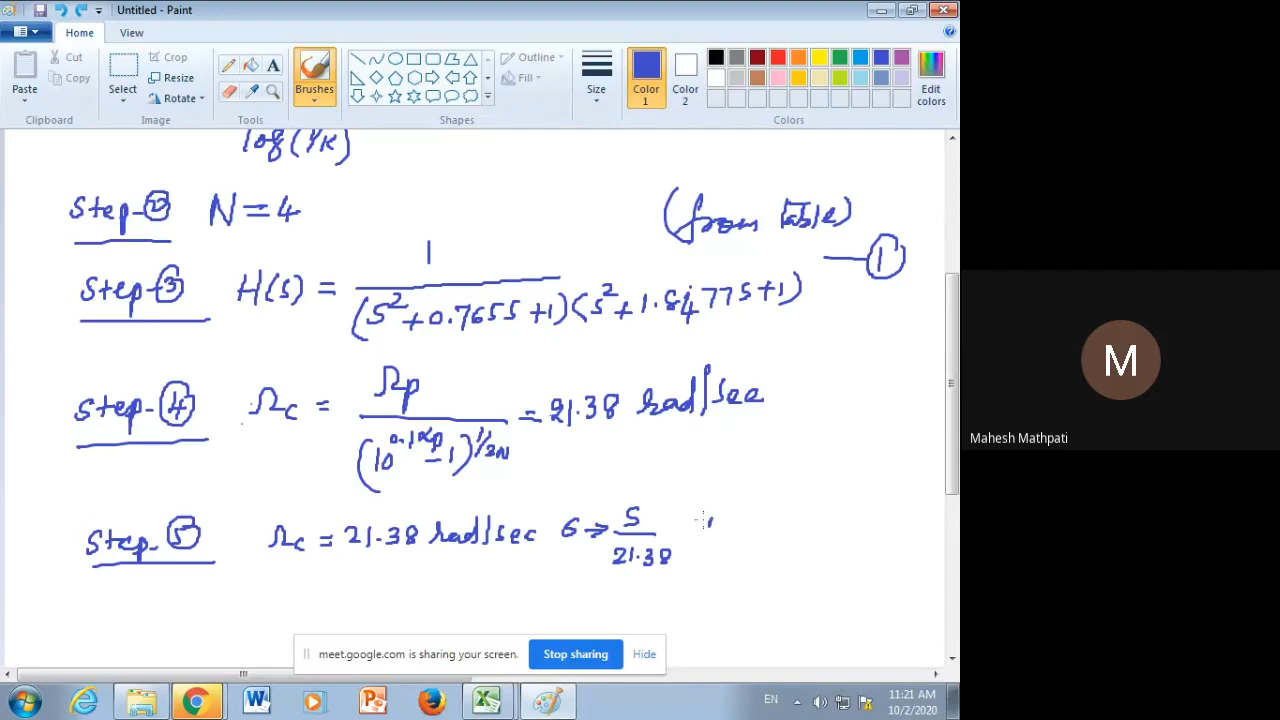 Untitled - Paint
Home View
Paste Cut Copy
Clipboard
Select Crop Resize Rotate
Image
Tools
Brushes
Outline Fill
Shapes
Size
Color 1
Color 2
Edit colors
Colors
log(1/K)
Step-② N = 4 (from Table)
Step-③ H(s) = 1 / (S² + 0.765S + 1)(S² + 1.8477S + 1) — ①
Step-④ Ωc = Ωp / (10^0.1αp - 1)^1/2N = 21.38 rad/sec
Step-⑤ Ωc = 21.38 rad/sec S → S / 21.38
M
Mahesh Mathpati
meet.google.com is sharing your screen. Stop sharing Hide
EN
11:21 AM
10/2/2020